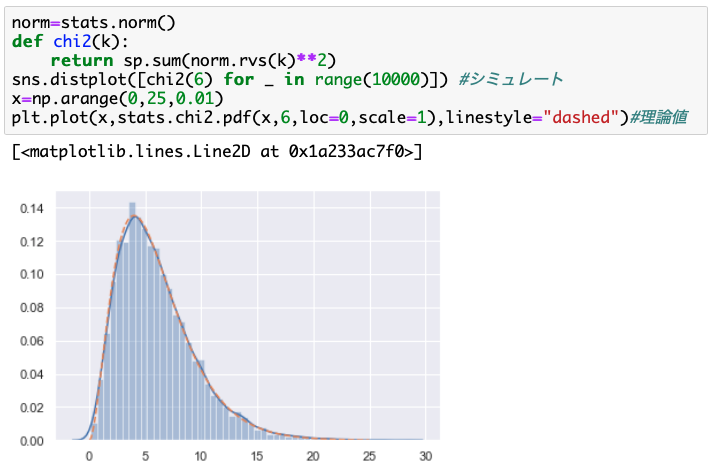 norm=stats.norm()
def chi2(k):
    return sp.sum(norm.rvs(k)**2)
sns.distplot([chi2(6) for _ in range(10000)]) #シミュレート
x=np.arange(0,25,0.01)
plt.plot(x,stats.chi2.pdf(x,6,loc=0,scale=1),linestyle="dashed")#理論値
[<matplotlib.lines.Line2D at 0x1a233ac7f0>]
0.14
0.12
0.10
0.08
0.06
0.04
0.02
0.00
0 5 10 15 20 25 30